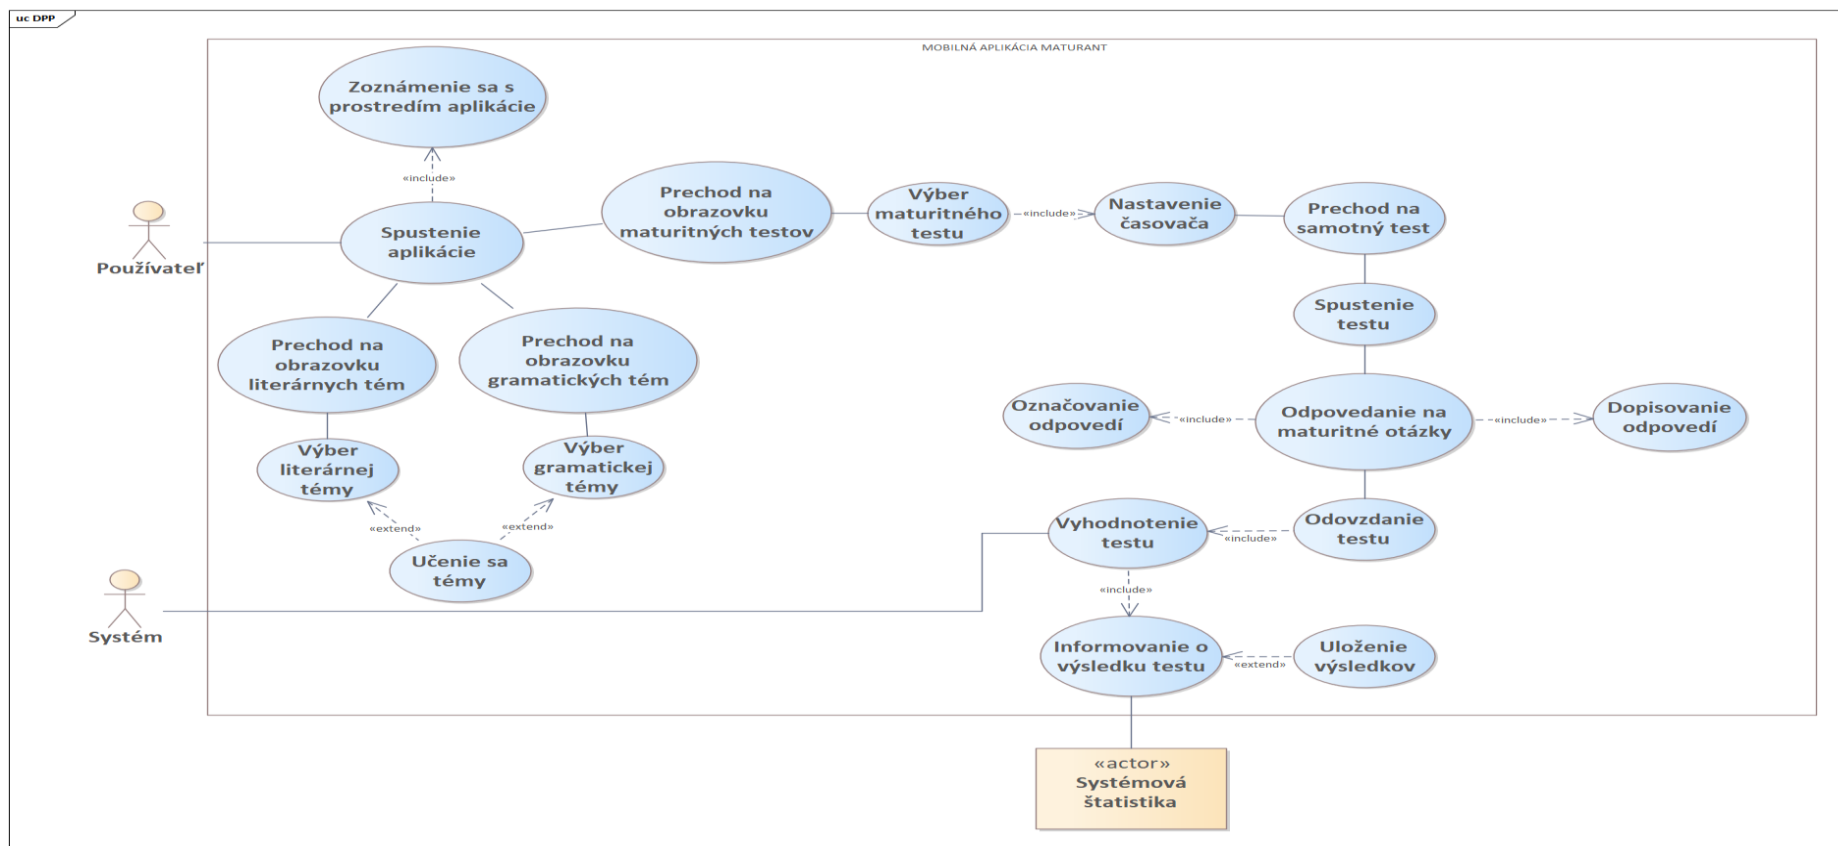 uc DPP
MOBILNÁ APLIKÁCIA MATURANT
Zoznámenie sa s
prostredím aplikácie
«include»
Používateľ
Spustenie
aplikácie
Prechod na
obrazovku
maturitných testov
Výber
maturitného
testu
«include»
Nastavenie
časovača
Prechod na
samotný test
Spustenie
testu
Prechod na
obrazovku
literárnych tém
Prechod na
obrazovku
gramatických tém
Označovanie
odpovedí
«include»
Odpovedanie na
maturitné otázky
«include»
Dopisovanie
odpovedí
Výber
literárnej
témy
Výber
gramatickej
témy
«extend»
«extend»
Učenie sa
témy
Vyhodnotenie
testu
«include»
Odovzdanie
testu
Systém
«include»
Informovanie o
výsledku testu
«extend»
Uloženie
výsledkov
«actor»
Systémová
štatistika